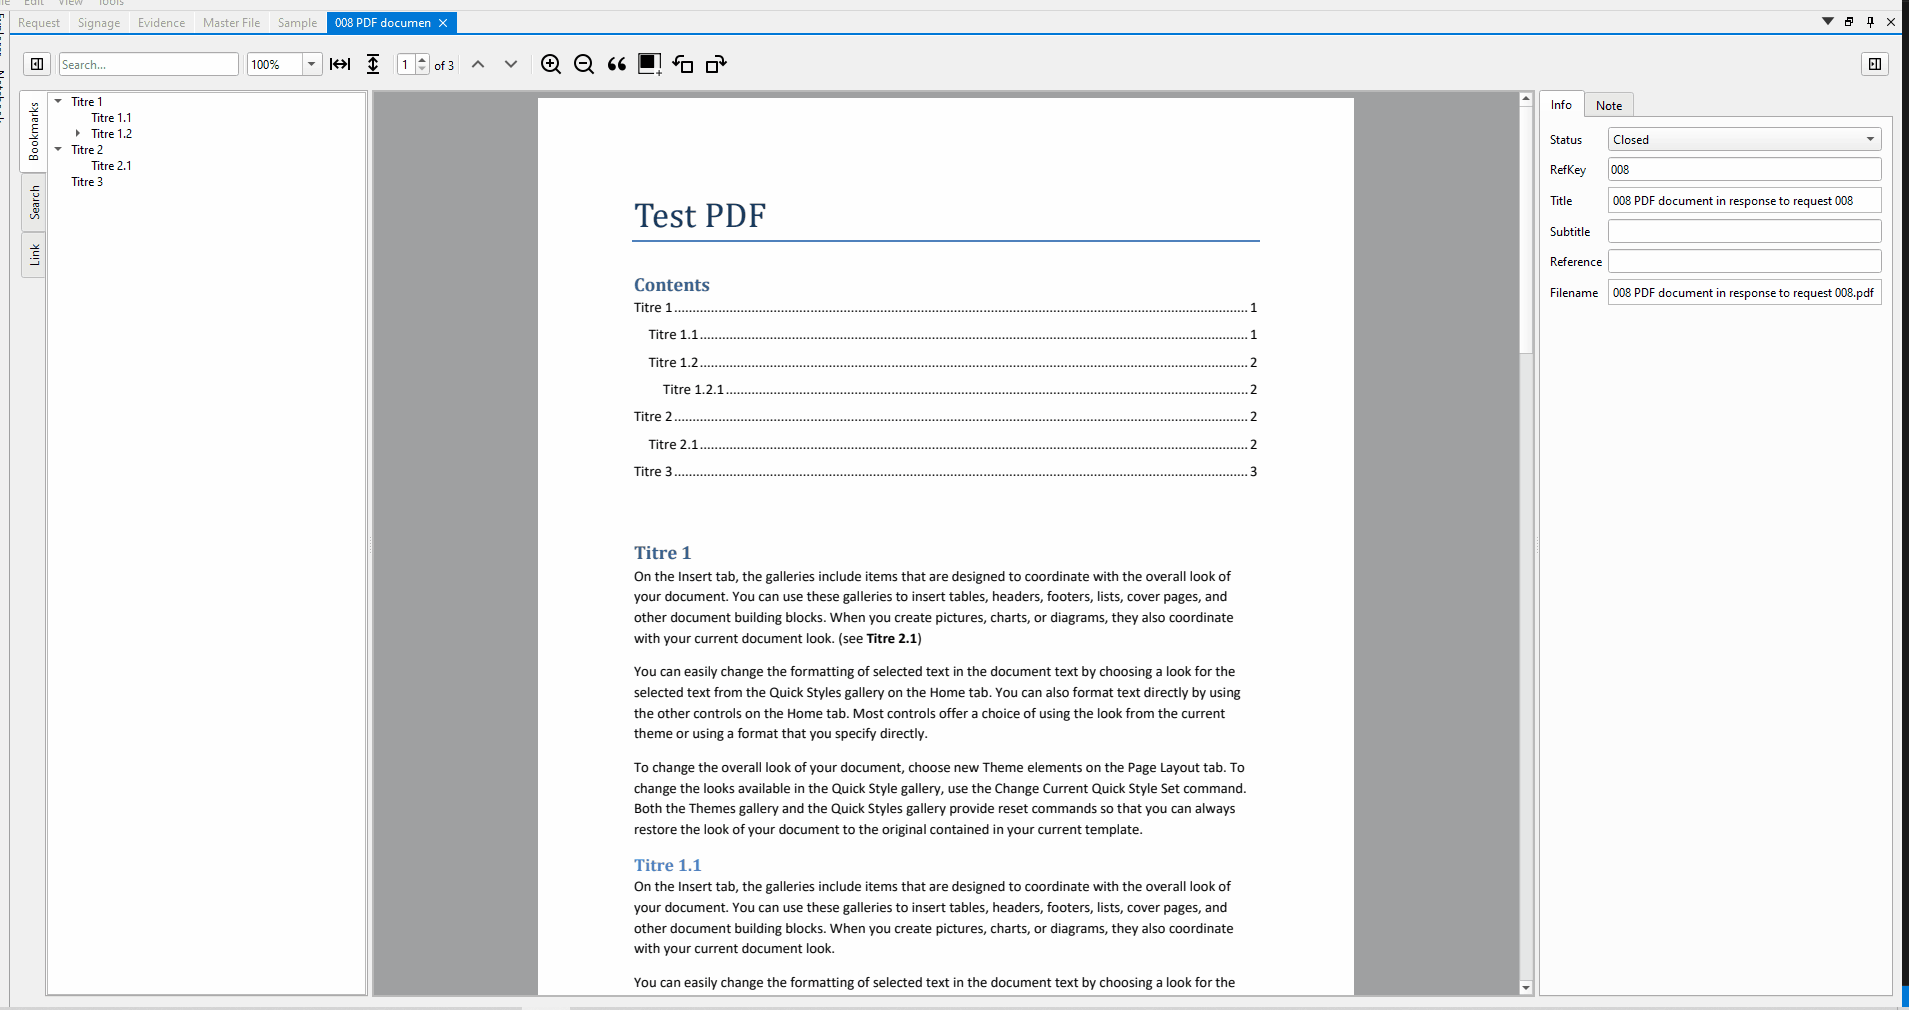 Edit View Tools
Request Signage Evidence Master File Sample 008 PDF documen
Search... 100% 1 of 3
Bookmarks
Search
Link
Titre 1
Titre 1.1
Titre 1.2
Titre 2
Titre 2.1
Titre 3
Test PDF
Contents
Titre 1........................................1
Titre 1.1........................................1
Titre 1.2........................................2
Titre 1.2.1........................................2
Titre 2........................................2
Titre 2.1........................................2
Titre 3........................................3
Titre 1
On the Insert tab, the galleries include items that are designed to coordinate with the overall look of
your document. You can use these galleries to insert tables, headers, footers, lists, cover pages, and
other document building blocks. When you create pictures, charts, or diagrams, they also coordinate
with your current document look. (see Titre 2.1)
You can easily change the formatting of selected text in the document text by choosing a look for the
selected text from the Quick Styles gallery on the Home tab. You can also format text directly by using
the other controls on the Home tab. Most controls offer a choice of using the look from the current
theme or using a format that you specify directly.
To change the overall look of your document, choose new Theme elements on the Page Layout tab. To
change the looks available in the Quick Style gallery, use the Change Current Quick Style Set command.
Both the Themes gallery and the Quick Styles gallery provide reset commands so that you can always
restore the look of your document to the original contained in your current template.
Titre 1.1
On the Insert tab, the galleries include items that are designed to coordinate with the overall look of
your document. You can use these galleries to insert tables, headers, footers, lists, cover pages, and
other document building blocks. When you create pictures, charts, or diagrams, they also coordinate
with your current document look.
You can easily change the formatting of selected text in the document text by choosing a look for the
Info Note
Status Closed
RefKey 008
Title 008 PDF document in response to request 008
Subtitle
Reference
Filename 008 PDF document in response to request 008.pdf